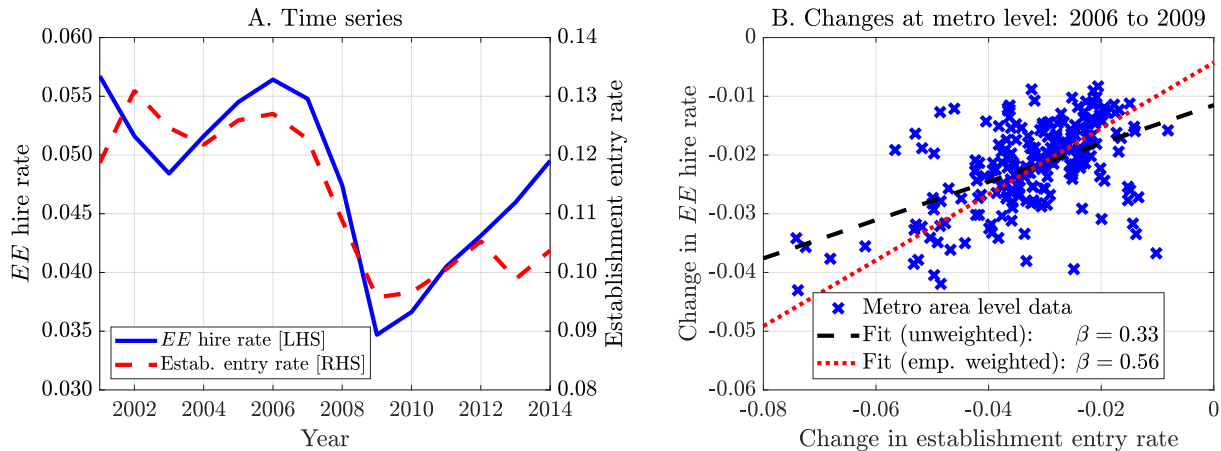 A. Time series
0.060
0.055
0.050
0.045
0.040
0.035
0.030
EE hire rate
0.14
0.13
0.12
0.11
0.10
0.09
0.08
Establishment entry rate
EE hire rate [LHS]
Estab. entry rate [RHS]
2002 2004 2006 2008 2010 2012 2014
Year
B. Changes at metro level: 2006 to 2009
0
-0.01
-0.02
-0.03
-0.04
-0.05
-0.06
Change in EE hire rate
Metro area level data
Fit (unweighted): β = 0.33
Fit (emp. weighted): β = 0.56
-0.08 -0.06 -0.04 -0.02 0
Change in establishment entry rate